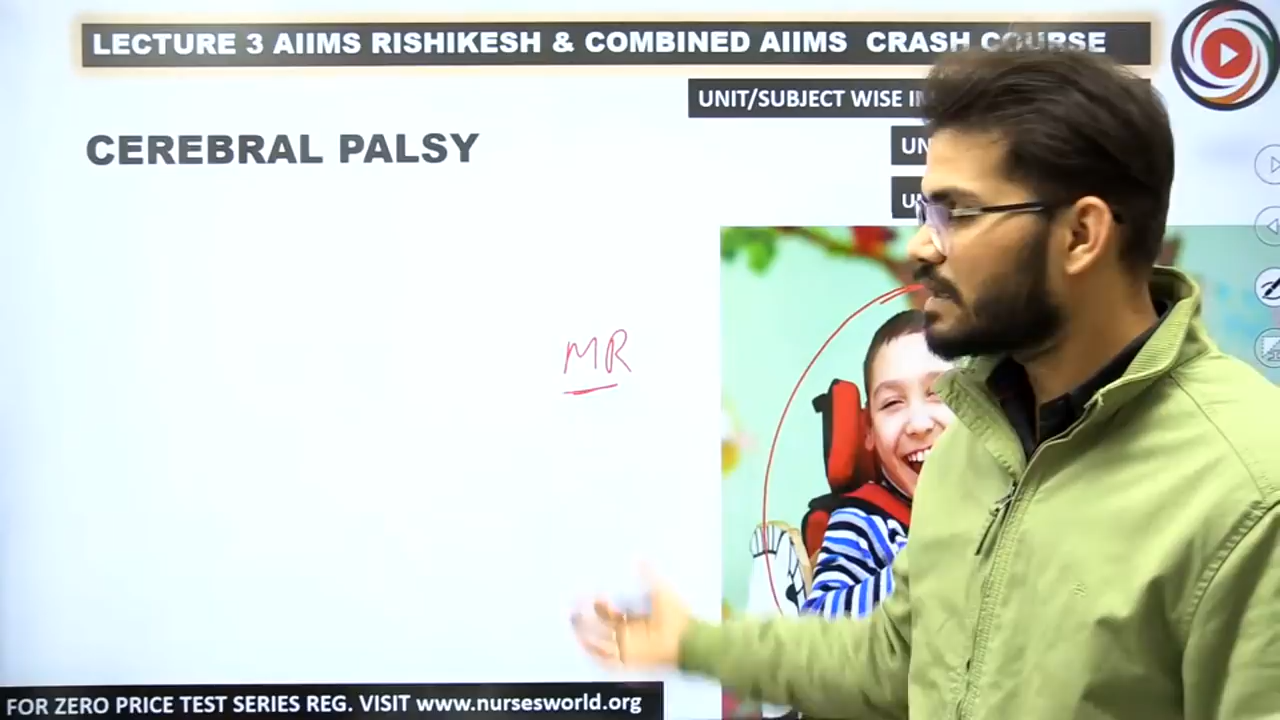 LECTURE 3 AIIMS RISHIKESH & COMBINED AIIMS CRASH COURSE
UNIT/SUBJECT WISE
CEREBRAL PALSY
MR
FOR ZERO PRICE TEST SERIES REG. VISIT www.nursesworld.org